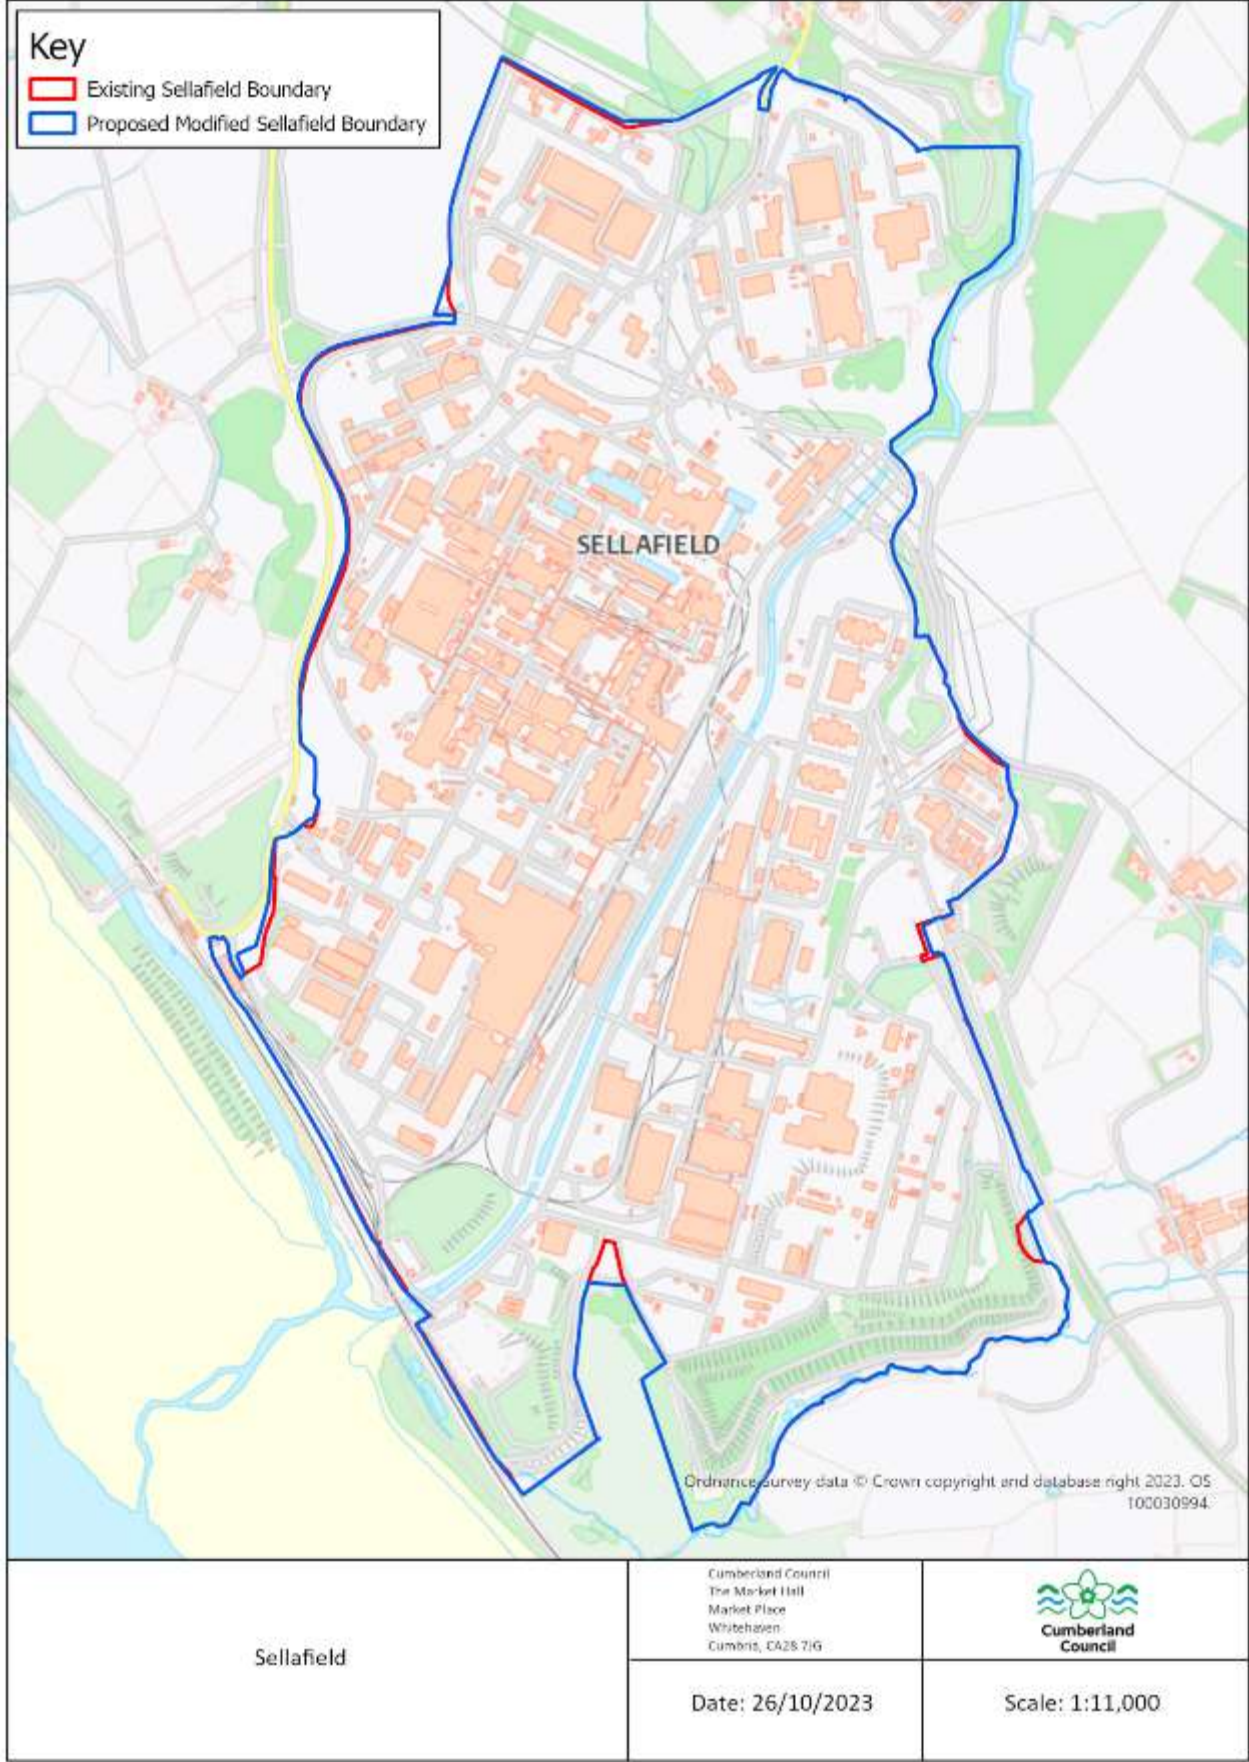 Key
Existing Sellafield Boundary
Proposed Modified Sellafield Boundary
SELLAFIELD
Ordnance Survey data © Crown copyright and database right 2023. OS
100030994.
Sellafield
Cumberland Council
The Market Hall
Market Place
Whitehaven
Cumbria, CA28 7JG
Cumberland
Council
Date: 26/10/2023
Scale: 1:11,000